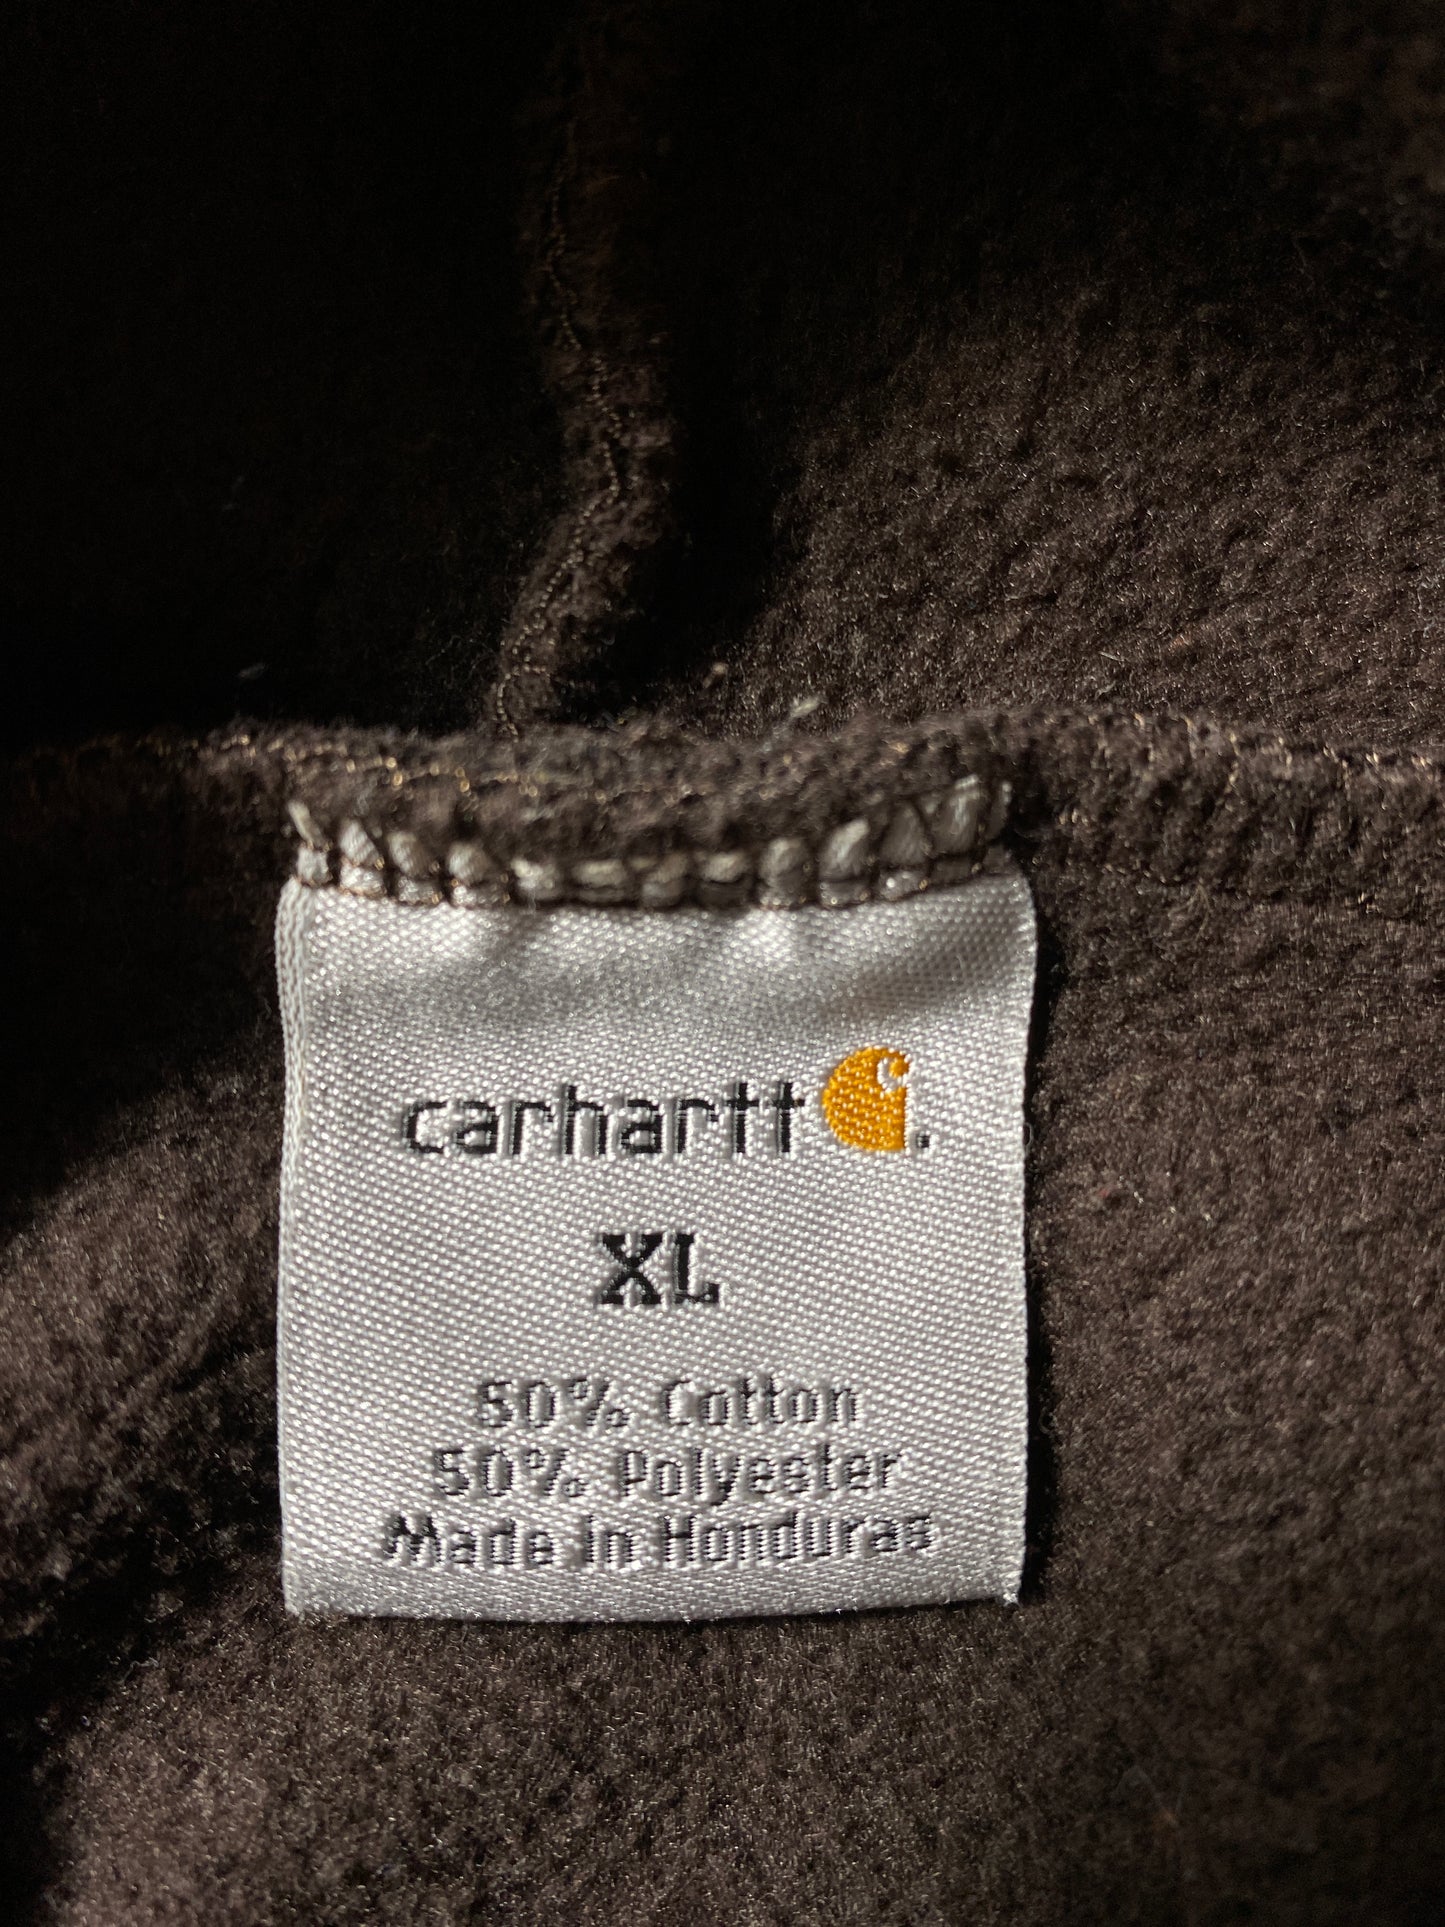 carhartt.
XL
50% Cotton
50% Polyester
Made In Honduras